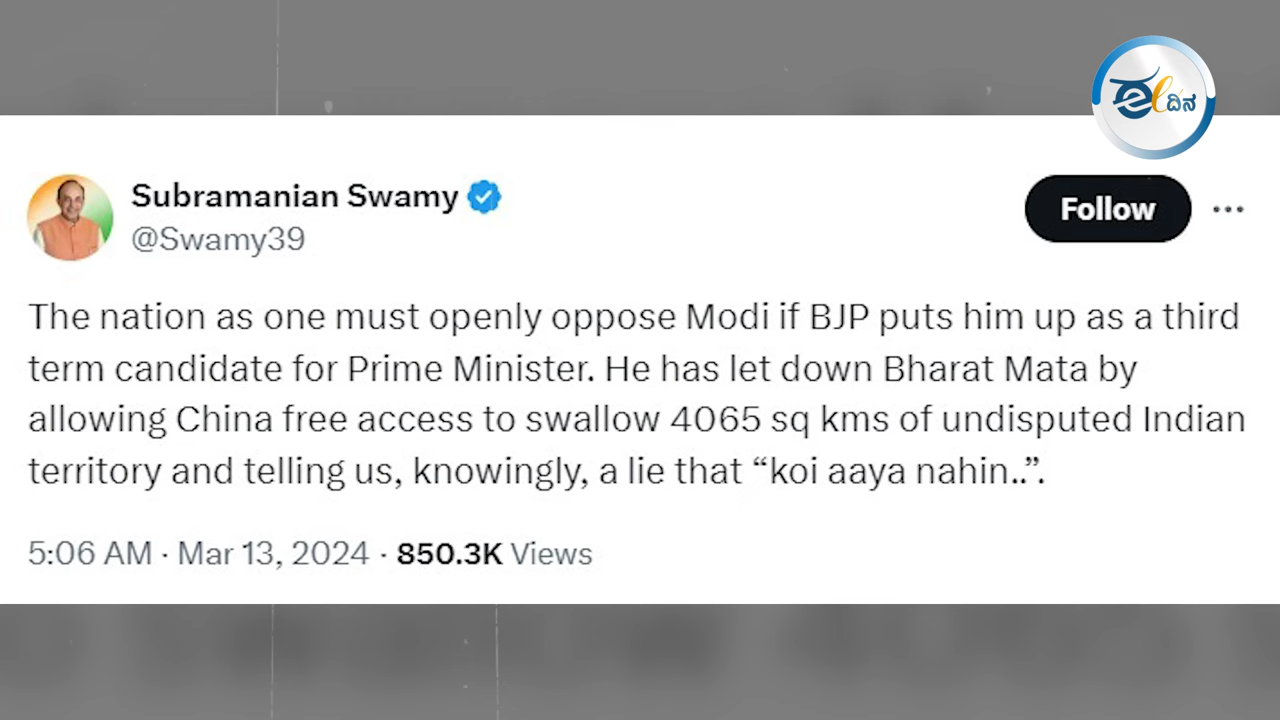 ಈ ದಿನ
Subramanian Swamy
@Swamy39
Follow
The nation as one must openly oppose Modi if BJP puts him up as a third
term candidate for Prime Minister. He has let down Bharat Mata by
allowing China free access to swallow 4065 sq kms of undisputed Indian
territory and telling us, knowingly, a lie that “koi aaya nahin..”.
5:06 AM · Mar 13, 2024 · 850.3K Views